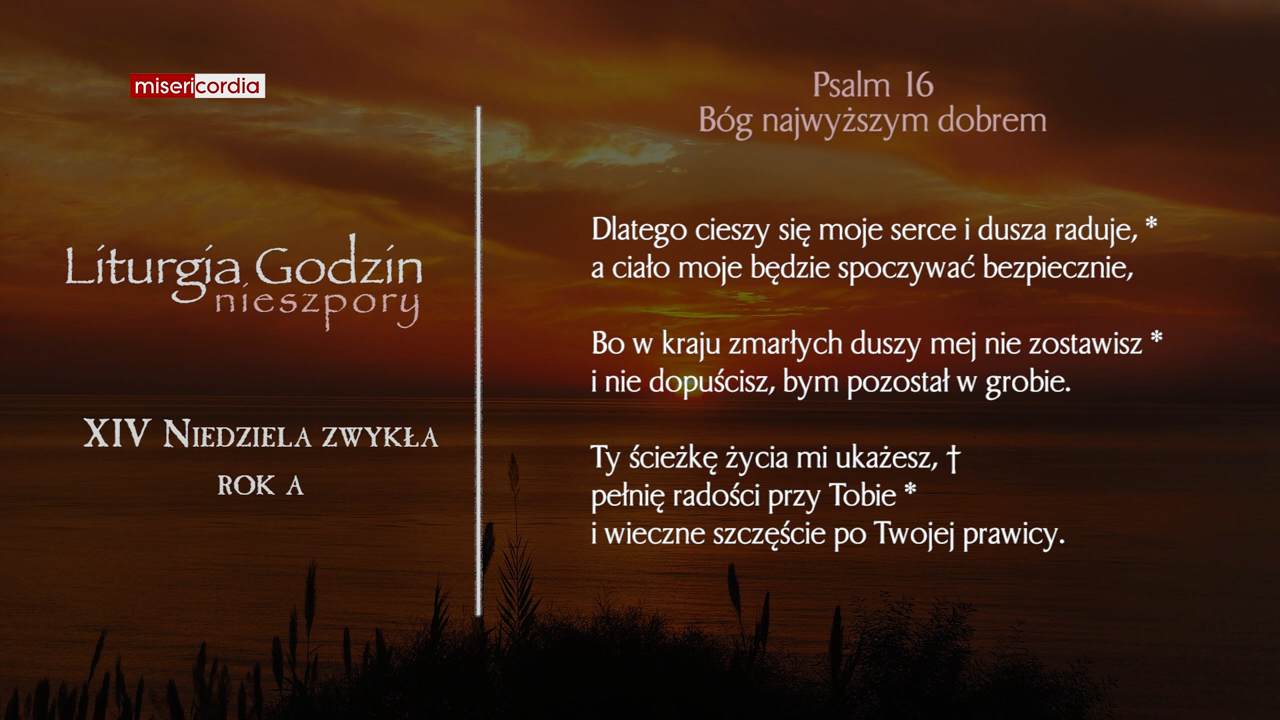 misericordia
Liturgia Godzin
nieszpory
XIV Niedziela zwykła
rok A
Psalm 16
Bóg najwyższym dobrem
Dlatego cieszy się moje serce i dusza raduje, *
a ciało moje będzie spoczywać bezpiecznie,
Bo w kraju zmarłych duszy mej nie zostawisz *
i nie dopuścisz, bym pozostał w grobie.
Ty ścieżkę życia mi ukażesz, †
pełnię radości przy Tobie *
i wieczne szczęście po Twojej prawicy.